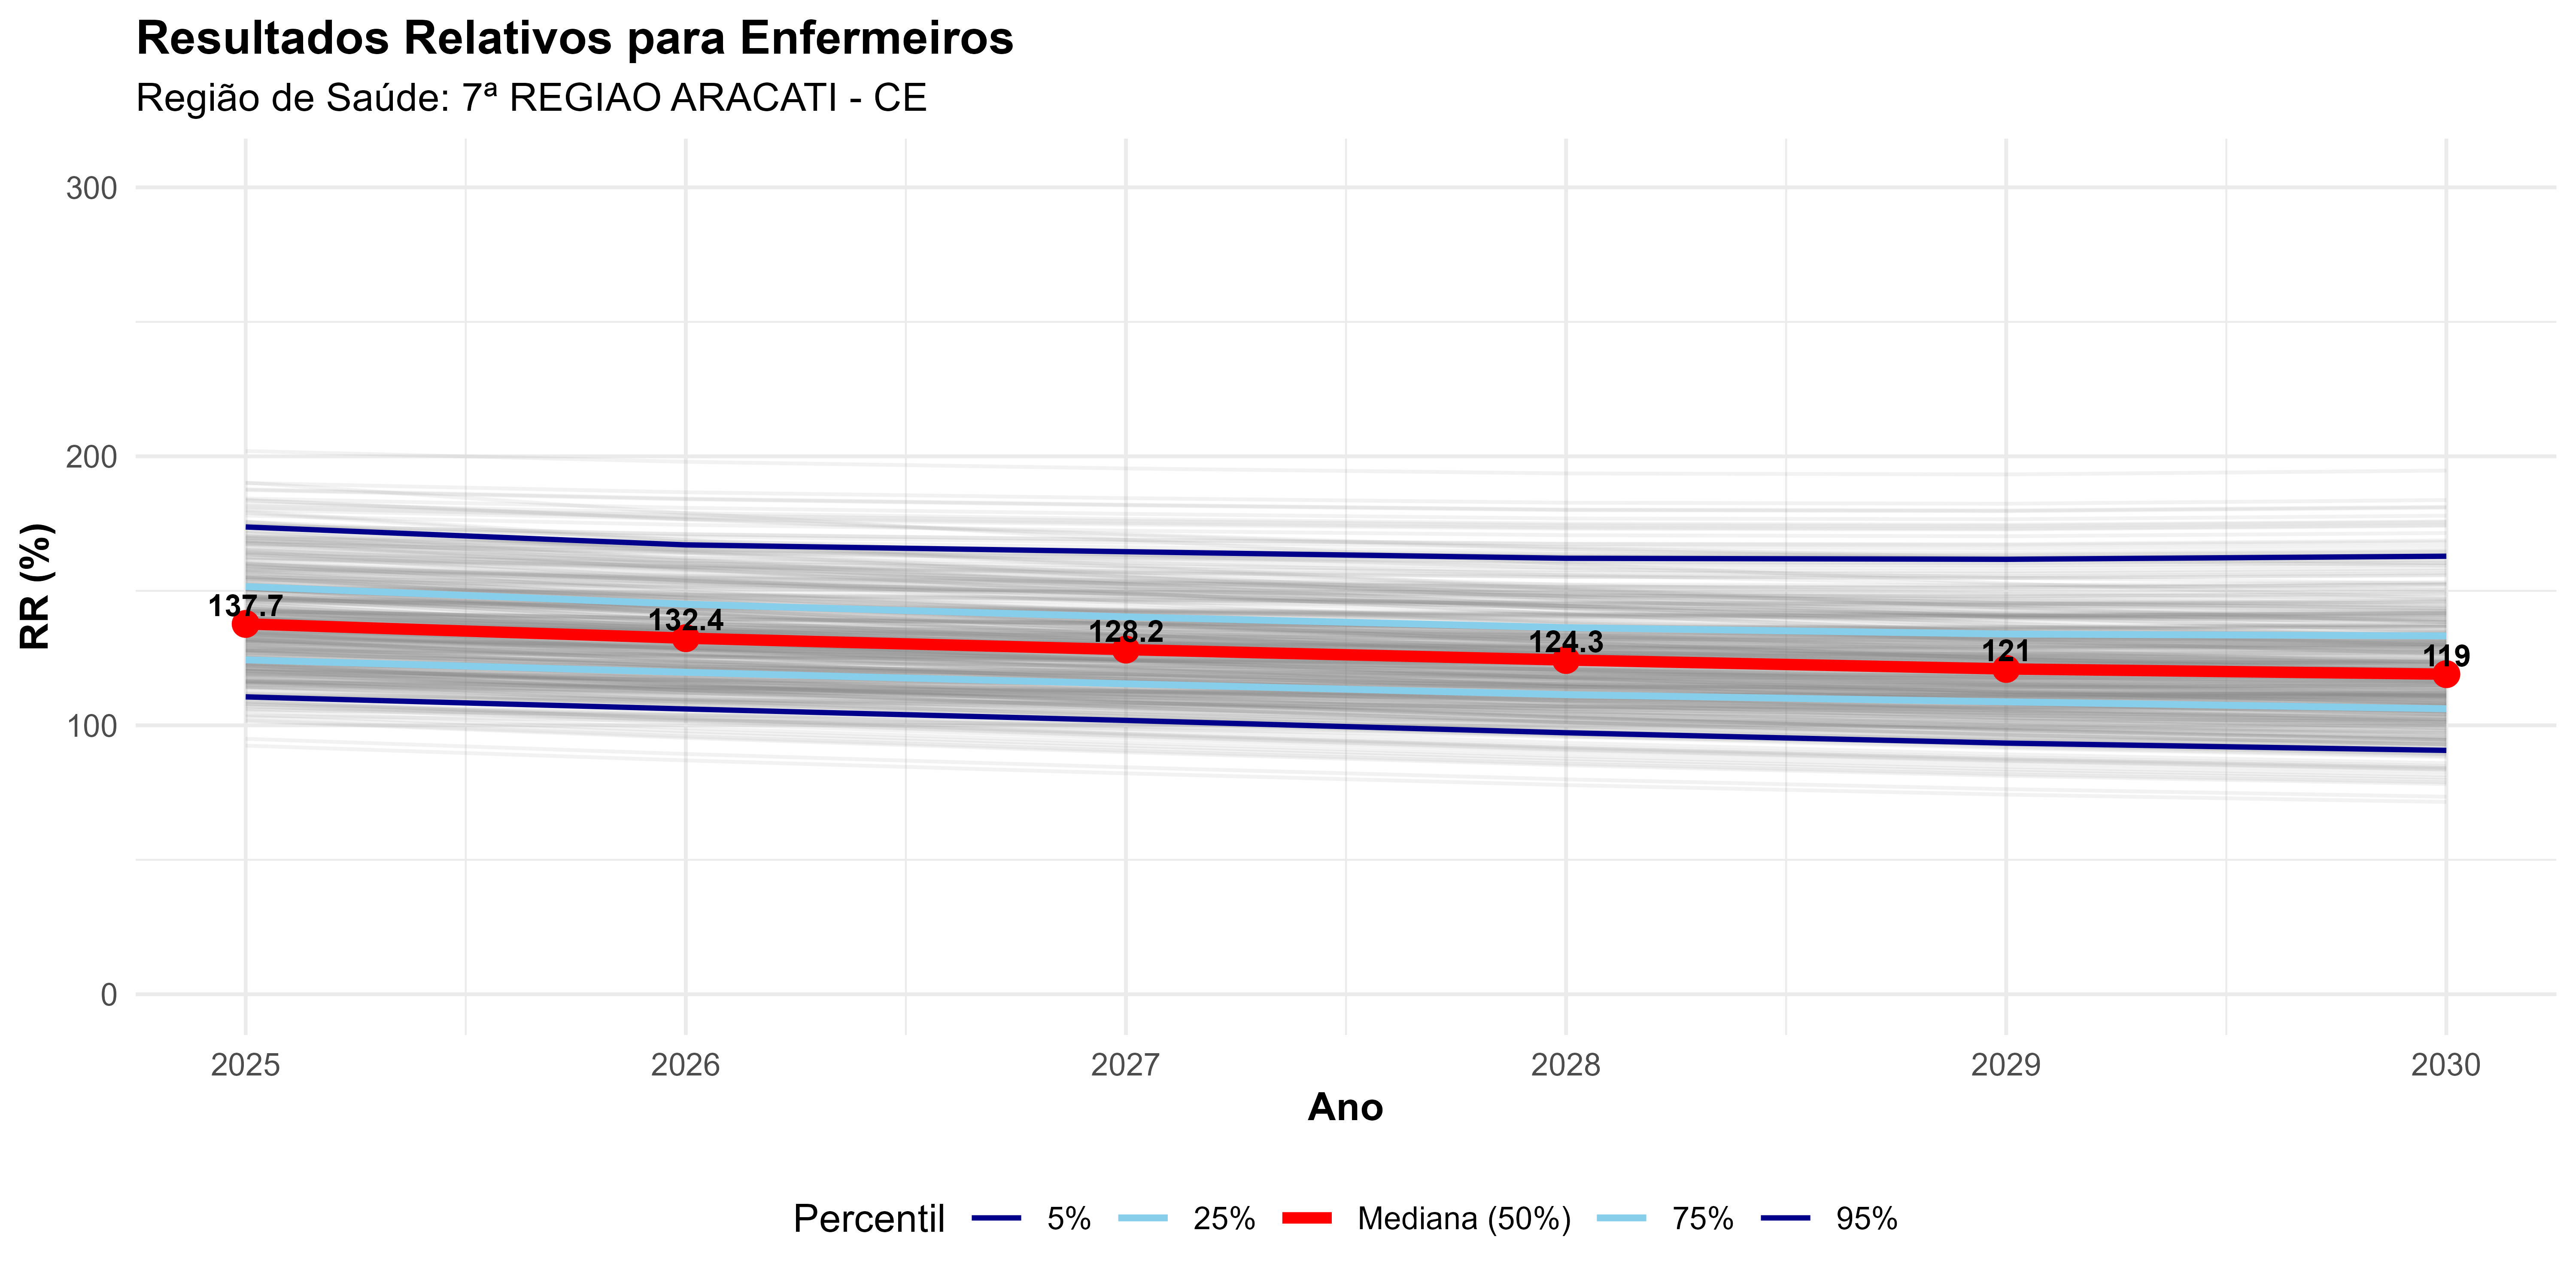 Resultados Relativos para Enfermeiros
Região de Saúde: 7ª REGIAO ARACATI - CE
RR (%)
300
200
100
0
137.7
132.4
128.2
124.3
121
119
2025 2026 2027 2028 2029 2030
Ano
Percentil 5% 25% Mediana (50%) 75% 95%